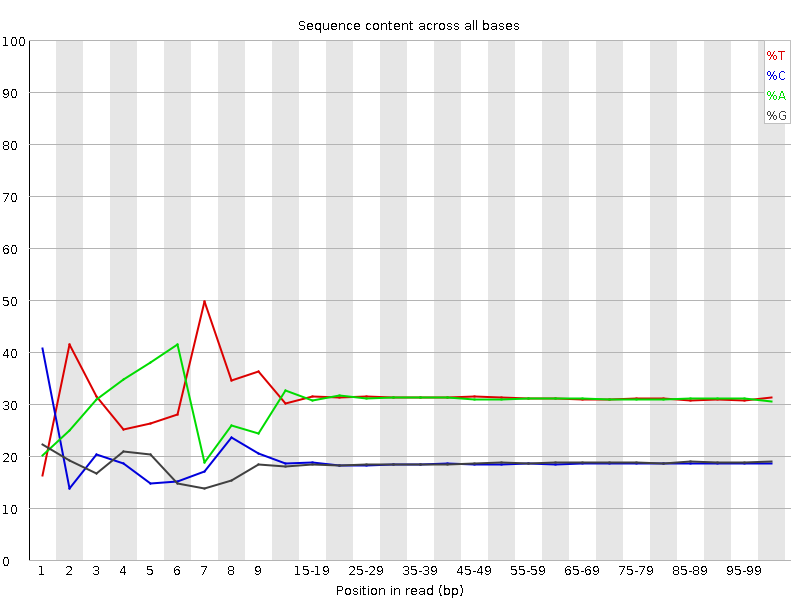 Sequence content across all bases
%T
%C
%A
%G
100
90
80
70
60
50
40
30
20
10
0
1 2 3 4 5 6 7 8 9 15-19 25-29 35-39 45-49 55-59 65-69 75-79 85-89 95-99
Position in read (bp)